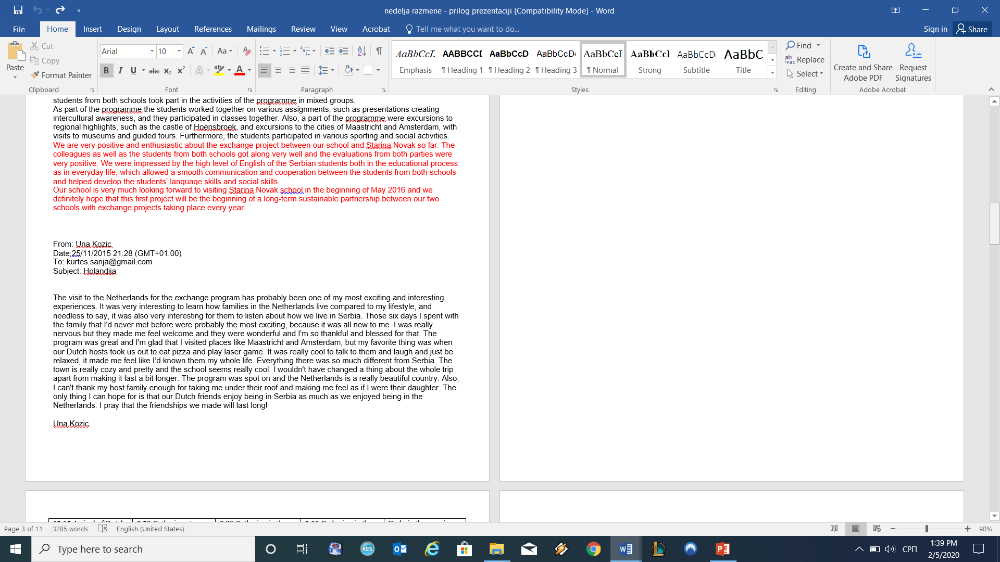 nedelja razmene - prilog prezentaciji [Compatibility Mode] - Word
File Home Insert Design Layout References Mailings Review View Acrobat Tell me what you want to do... Sign in Share
Paste
Cut
Copy
Format Painter
Clipboard
Arial 10
Font
Paragraph
AaBbCcD AABBCCI AaBbCcD AaBbCcDc AaBbCcI AaBbCcI AaBbCcDc AaBbC
Emphasis ¶ Heading 1 ¶ Heading 2 ¶ Heading 3 ¶ Normal Strong Subtitle Title
Styles
Find
Replace
Select
Editing
Create and Share
Adobe PDF
Request
Signatures
Adobe Acrobat
students from both schools took part in the activities of the programme in mixed groups.
As part of the programme the students worked together on various assignments, such as presentations creating
intercultural awareness, and they participated in classes together. Also, a part of the programme were excursions to
regional highlights, such as the castle of Hoensbroek, and excursions to the cities of Maastricht and Amsterdam, with
visits to museums and guided tours. Furthermore, the students participated in various sporting and social activities.
We are very positive and enthusiastic about the exchange project between our school and Starina Novak so far. The
colleagues as well as the students from both schools got along very well and the evaluations from both parties were
very positive. We were impressed by the high level of English of the Serbian students both in the educational process
as in everyday life, which allowed a smooth communication and cooperation between the students from both schools
and helped develop the students' language skills and social skills.
Our school is very much looking forward to visiting Starina Novak school in the beginning of May 2016 and we
definitely hope that this first project will be the beginning of a long-term sustainable partnership between our two
schools with exchange projects taking place every year.
From: Una Kozic
Date:25/11/2015 21:28 (GMT+01:00)
To: kurtes.sanja@gmail.com
Subject: Holandija
The visit to the Netherlands for the exchange program has probably been one of my most exciting and interesting
experiences. It was very interesting to learn how families in the Netherlands live compared to my lifestyle, and
needless to say, it was also very interesting for them to listen about how we live in Serbia. Those six days I spent with
the family that I'd never met before were probably the most exciting, because it was all new to me. I was really
nervous but they made me feel welcome and they were wonderful and I'm so thankful and blessed for that. The
program was great and I'm glad that I visited places like Maastricht and Amsterdam, but my favorite thing was when
our Dutch hosts took us out to eat pizza and play laser game. It was really cool to talk to them and laugh and just be
relaxed, it made me feel like I'd known them my whole life. Everything there was so much different from Serbia. The
town is really cozy and pretty and the school seems really cool. I wouldn't have changed a thing about the whole trip
apart from making it last a bit longer. The program was spot on and the Netherlands is a really beautiful country. Also,
I can't thank my host family enough for taking me under their roof and making me feel as if I were their daughter. The
only thing I can hope for is that our Dutch friends enjoy being in Serbia as much as we enjoyed being in the
Netherlands. I pray that the friendships we made will last long!
Una Kozic
Page 3 of 11 3285 words English (United States) 90%
Type here to search
СРП
1:39 PM
2/5/2020